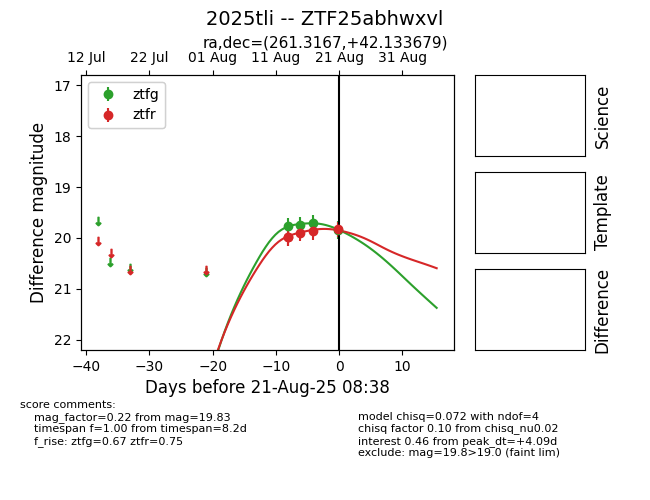 2025tli -- ZTF25abhwxvl
ra,dec=(261.3167,+42.133679)
12 Jul 22 Jul 01 Aug 11 Aug 21 Aug 31 Aug
ztfg
ztfr
17
18
19
20
21
22
Difference magnitude
−40 −30 −20 −10 0 10
Days before 21-Aug-25 08:38
Science
Template
Difference
score comments:
mag_factor=0.22 from mag=19.83
timespan f=1.00 from timespan=8.2d
f_rise: ztfg=0.67 ztfr=0.75
model chisq=0.072 with ndof=4
chisq factor 0.10 from chisq_nu0.02
interest 0.46 from peak_dt=+4.09d
exclude: mag=19.8>19.0 (faint lim)